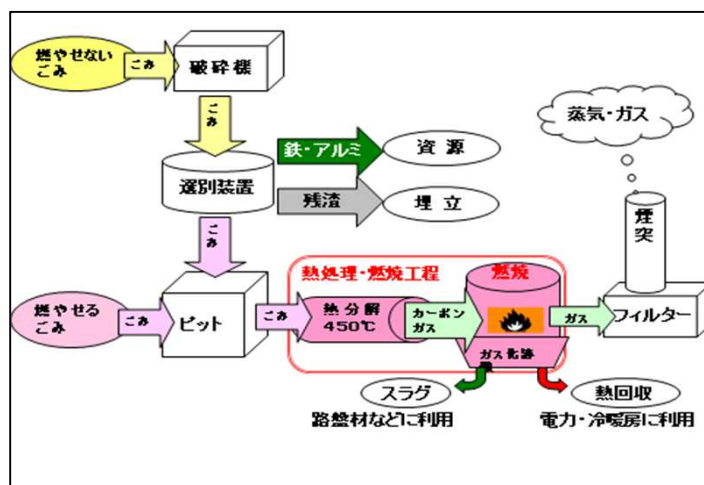 燃やせない
ごみ
ごみ
破砕機
ごみ
選別装置
鉄・アルミ
資 源
残渣
埋 立
蒸気・ガス
煙突
ごみ
熱処理・燃焼工程
燃焼
燃やせる
ごみ
ごみ
ピット
ごみ
熱分解
450℃
カーボン
ガス
ガス
フィルター
スラグ
路盤材などに利用
熱回収
電力・冷暖房に利用